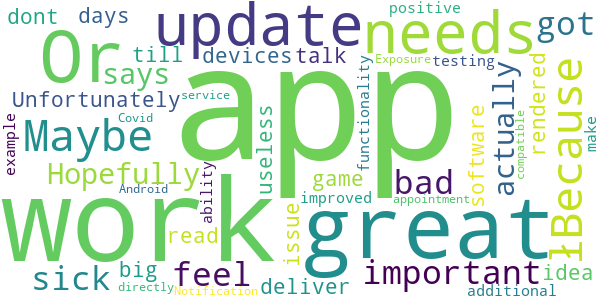 dont days update positive needs got
Or says till devices talk Exposure testing
Unfortunately service app functionality actually rendered łBecause
example Maybe Covid useless software compatible make
Hopefully Android ability game bad
work read issue improved great appointment
sick big feel deliver important idea
directly Notification additional